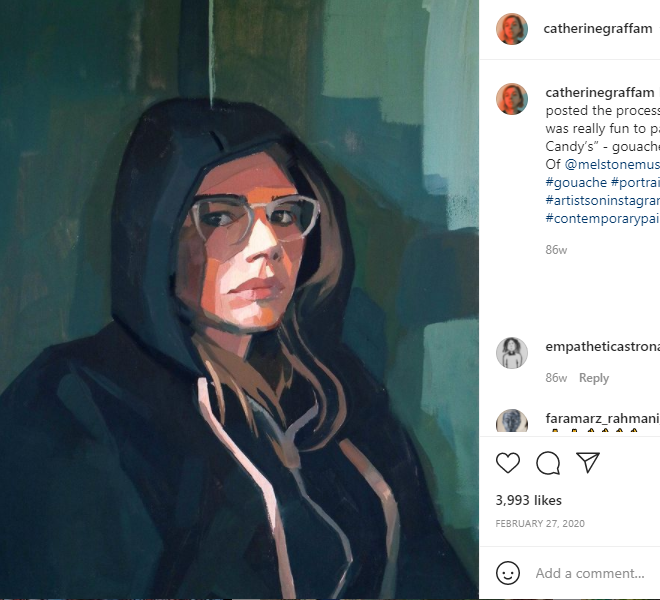 catherinegraffam
catherinegraffam
posted the process
was really fun to pa
Candy's" - gouache
Of @melstonemus
#gouache #portrai
#artistsoninstagran
#contemporarypai
86w
empatheticastrona
86w Reply
faramarz_rahmani
3,993 likes
FEBRUARY 27, 2020
Add a comment...